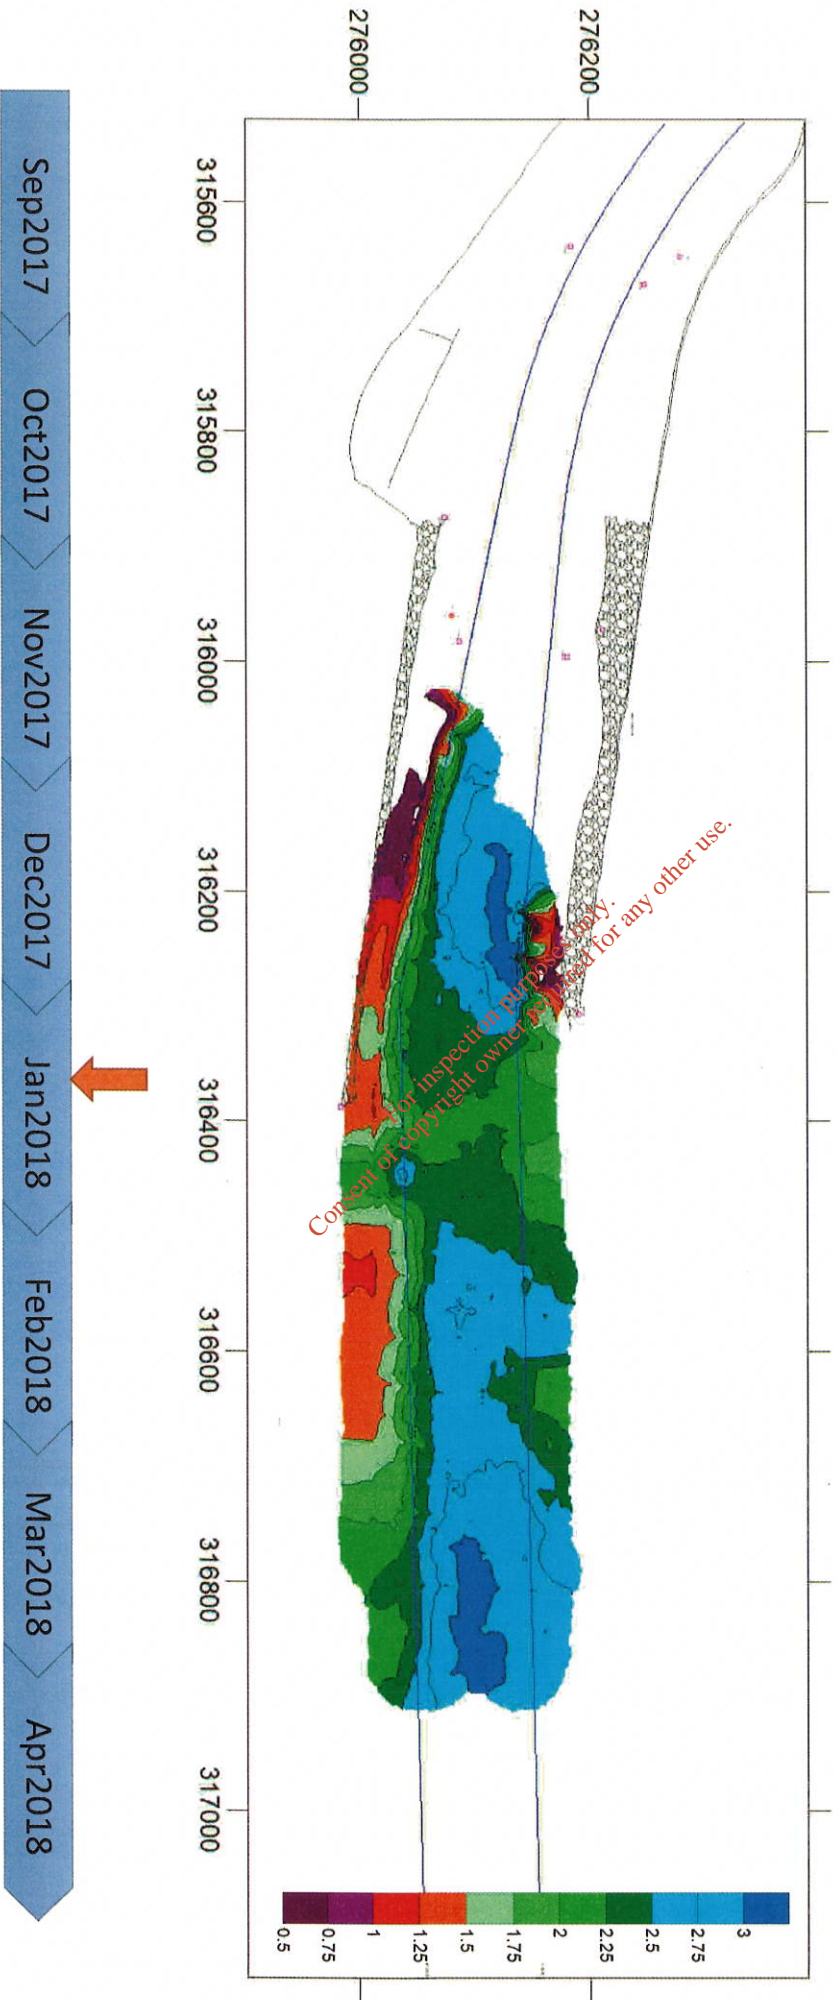 276200
276000
315600
315800
316000
316200
316400
316600
316800
317000
3
2.75
2.5
2.25
2
1.75
1.5
1.25
1
0.75
0.5
For inspection purposes only.
Consent of copyright owner required for any other use.
Sep2017
Oct2017
Nov2017
Dec2017
Jan2018
Feb2018
Mar2018
Apr2018